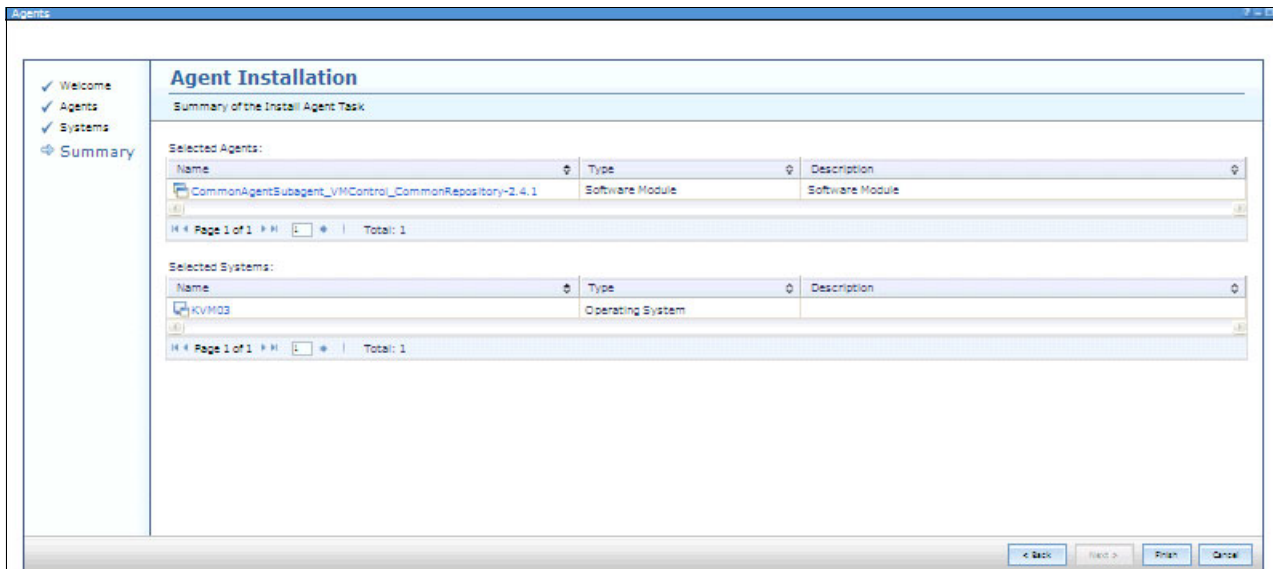 Agents
Welcome
Agents
Systems
Summary
Agent Installation
Summary of the Install Agent Task
Selected Agents:
Name Type Description
CommonAgentSubagent_VMControl_CommonRepository-2.4.1 Software Module Software Module
Page 1 of 1 1 Total: 1
Selected Systems:
Name Type Description
KVM03 Operating System
Page 1 of 1 1 Total: 1
< Back Next > Finish Cancel